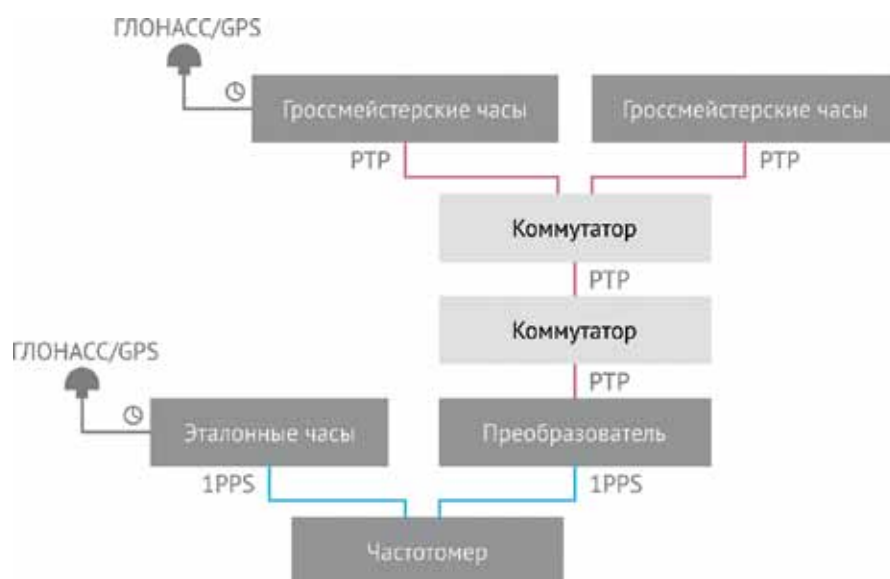 ГЛОНАСС/GPS
Гроссмейстерские часы
Гроссмейстерские часы
PTP
PTP
Коммутатор
PTP
Коммутатор
ГЛОНАСС/GPS
PTP
Эталонные часы
Преобразователь
1PPS
1PPS
Частотомер